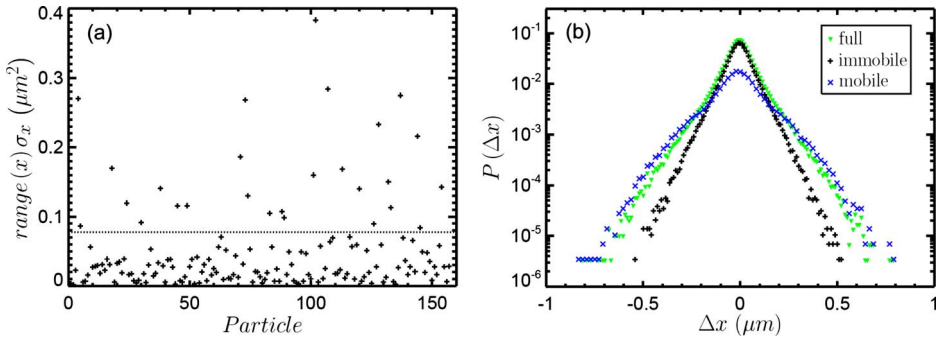 (a)
range (x) σx (μm²)
0.4
0.3
0.2
0.1
0
0
50
100
150
Particle
(b)
full
immobile
mobile
P (Δx)
10⁻¹
10⁻²
10⁻³
10⁻⁴
10⁻⁵
10⁻⁶
-1
-0.5
0
0.5
1
Δx (μm)